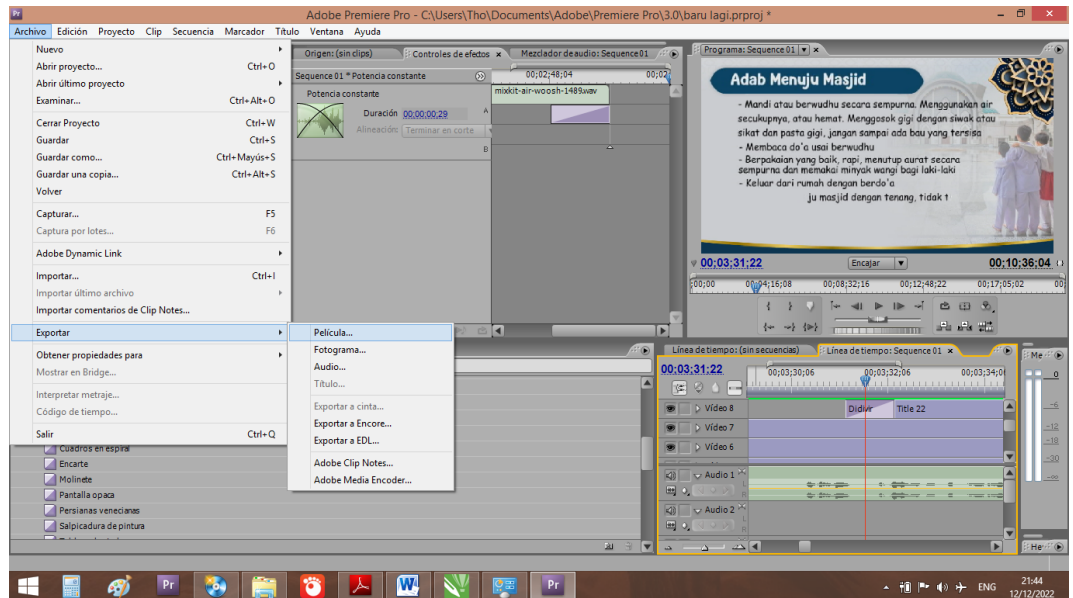 Adobe Premiere Pro - C:\Users\Tho\Documents\Adobe\Premiere Pro\3.0\baru lagi.prproj *
Archivo Edición Proyecto Clip Secuencia Marcador Título Ventana Ayuda
Nuevo
Abrir proyecto... Ctrl+O
Abrir último proyecto
Examinar... Ctrl+Alt+O
Cerrar Proyecto Ctrl+W
Guardar Ctrl+S
Guardar como... Ctrl+Mayús+S
Guardar una copia... Ctrl+Alt+S
Volver
Capturar... F5
Captura por lotes... F6
Adobe Dynamic Link
Importar... Ctrl+I
Importar último archivo
Importar comentarios de Clip Notes...
Exportar
Obtener propiedades para
Mostrar en Bridge...
Interpretar metraje...
Código de tiempo...
Salir Ctrl+Q
Película...
Fotograma...
Audio...
Título...
Exportar a cinta...
Exportar a Encore...
Exportar a EDL...
Adobe Clip Notes...
Adobe Media Encoder...
Cuadros en espiral
Encarte
Molinete
Pantalla opaca
Persianas venecianas
Salpicadura de pintura
Origen: (sin clips) Controles de efectos Mezclador de audio: Sequence 01
Sequence 01 * Potencia constante 00;02;48;04 00;02
Potencia constante mixkit-air-woosh-1489.wav
Duración 00;00;00;29 A
Alineación: Terminar en corte
B
Programa: Sequence 01
Adab Menuju Masjid
- Mandi atau berwudhu secara sempurna. Menggunakan air
secukupnya, atau hemat. Menggosok gigi dengan siwak atau
sikat dan pasta gigi, jangan sampai ada bau yang tersisa
- Membaca do'a usai berwudhu
- Berpakaian yang baik, rapi, menutup aurat secara
sempurna dan memakai minyak wangi bagi laki-laki
- Keluar dari rumah dengan berdo'a
ju masjid dengan tenang, tidak t
00;03;31;22 Encajar 00;10;36;04
;00;00 00;04;16;08 00;08;32;16 00;12;48;22 00;17;05;02 00;
Línea de tiempo: (sin secuencias) Línea de tiempo: Sequence 01
00;03;31;22 00;03;30;06 00;03;32;06 00;03;34;0
Vídeo 8 Title 22
Vídeo 7
Vídeo 6
Audio 1
L
R
Audio 2
L
R
Me
0
-6
-12
-18
-30
-∞
He
Pr Pr
ENG 21:44
12/12/2022